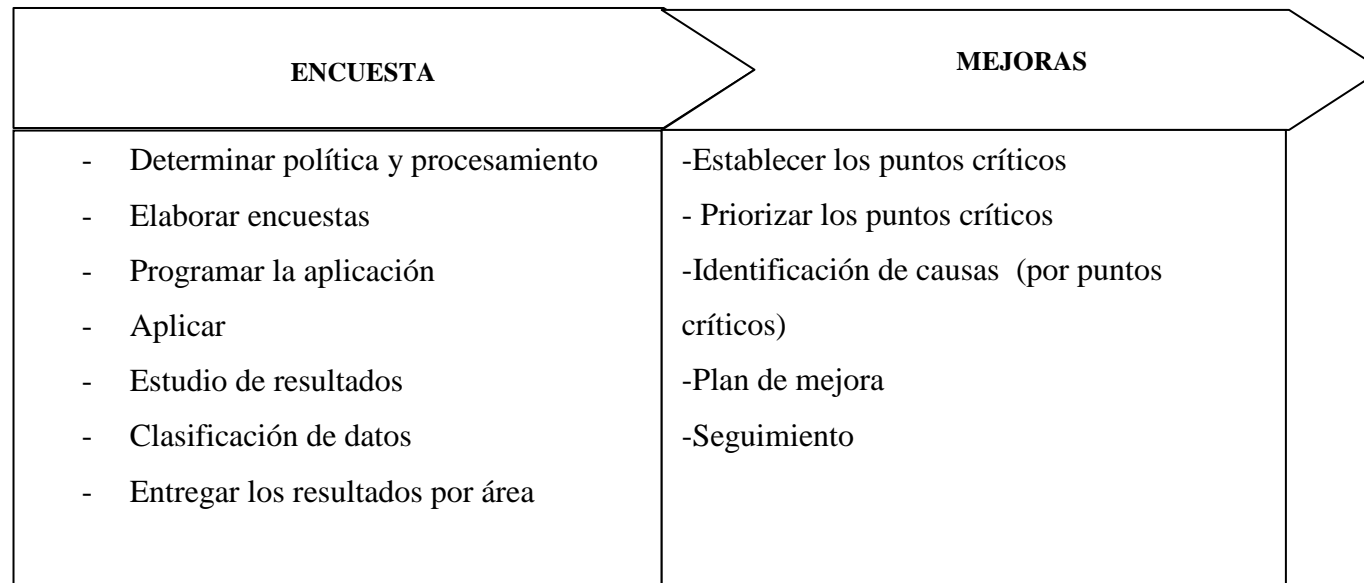 ENCUESTA
MEJORAS
- Determinar política y procesamiento
- Elaborar encuestas
- Programar la aplicación
- Aplicar
- Estudio de resultados
- Clasificación de datos
- Entregar los resultados por área
-Establecer los puntos críticos
- Priorizar los puntos críticos
-Identificación de causas (por puntos
críticos)
-Plan de mejora
-Seguimiento